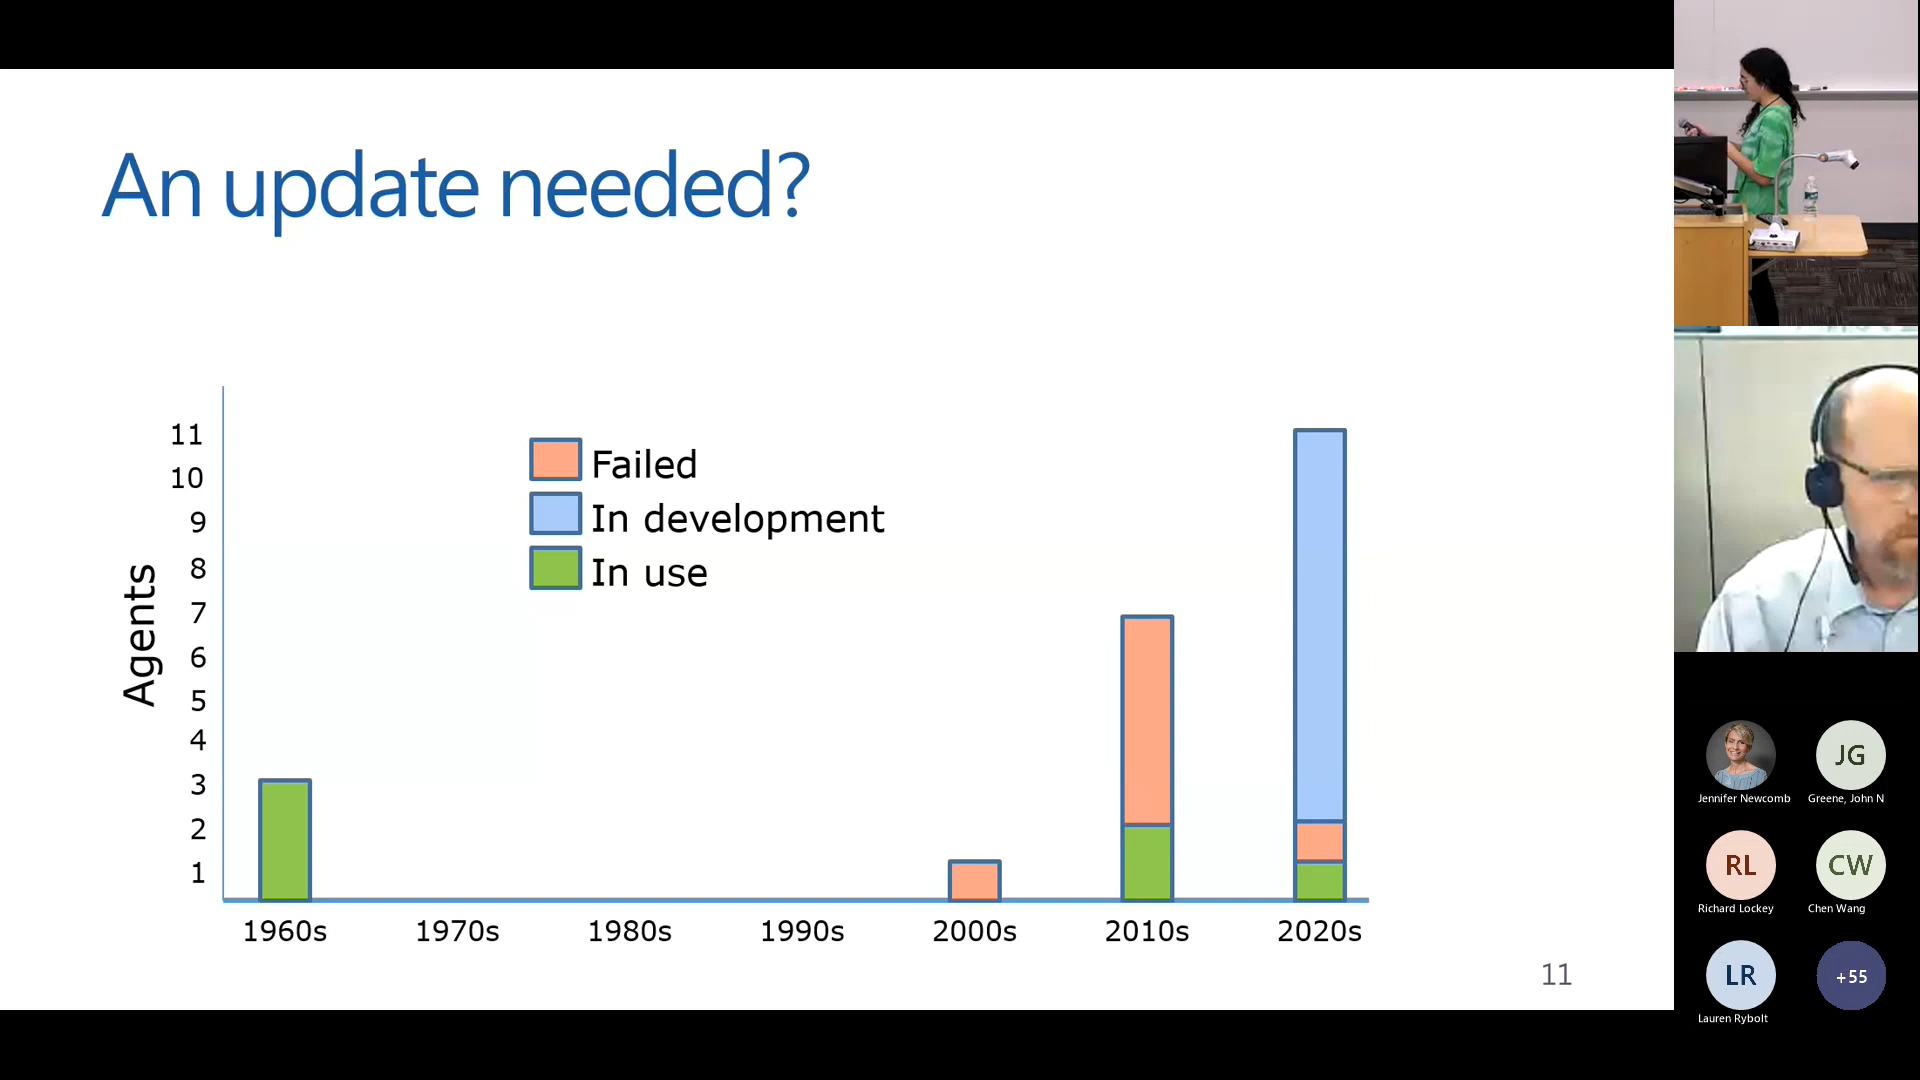 An update needed?
Agents
11
10
9
8
7
6
5
4
3
2
1
Failed
In development
In use
1960s 1970s 1980s 1990s 2000s 2010s 2020s
11
JG
Jennifer Newcomb Greene, John N
RL CW
Richard Lockey Chen Wang
LR +55
Lauren Rybolt